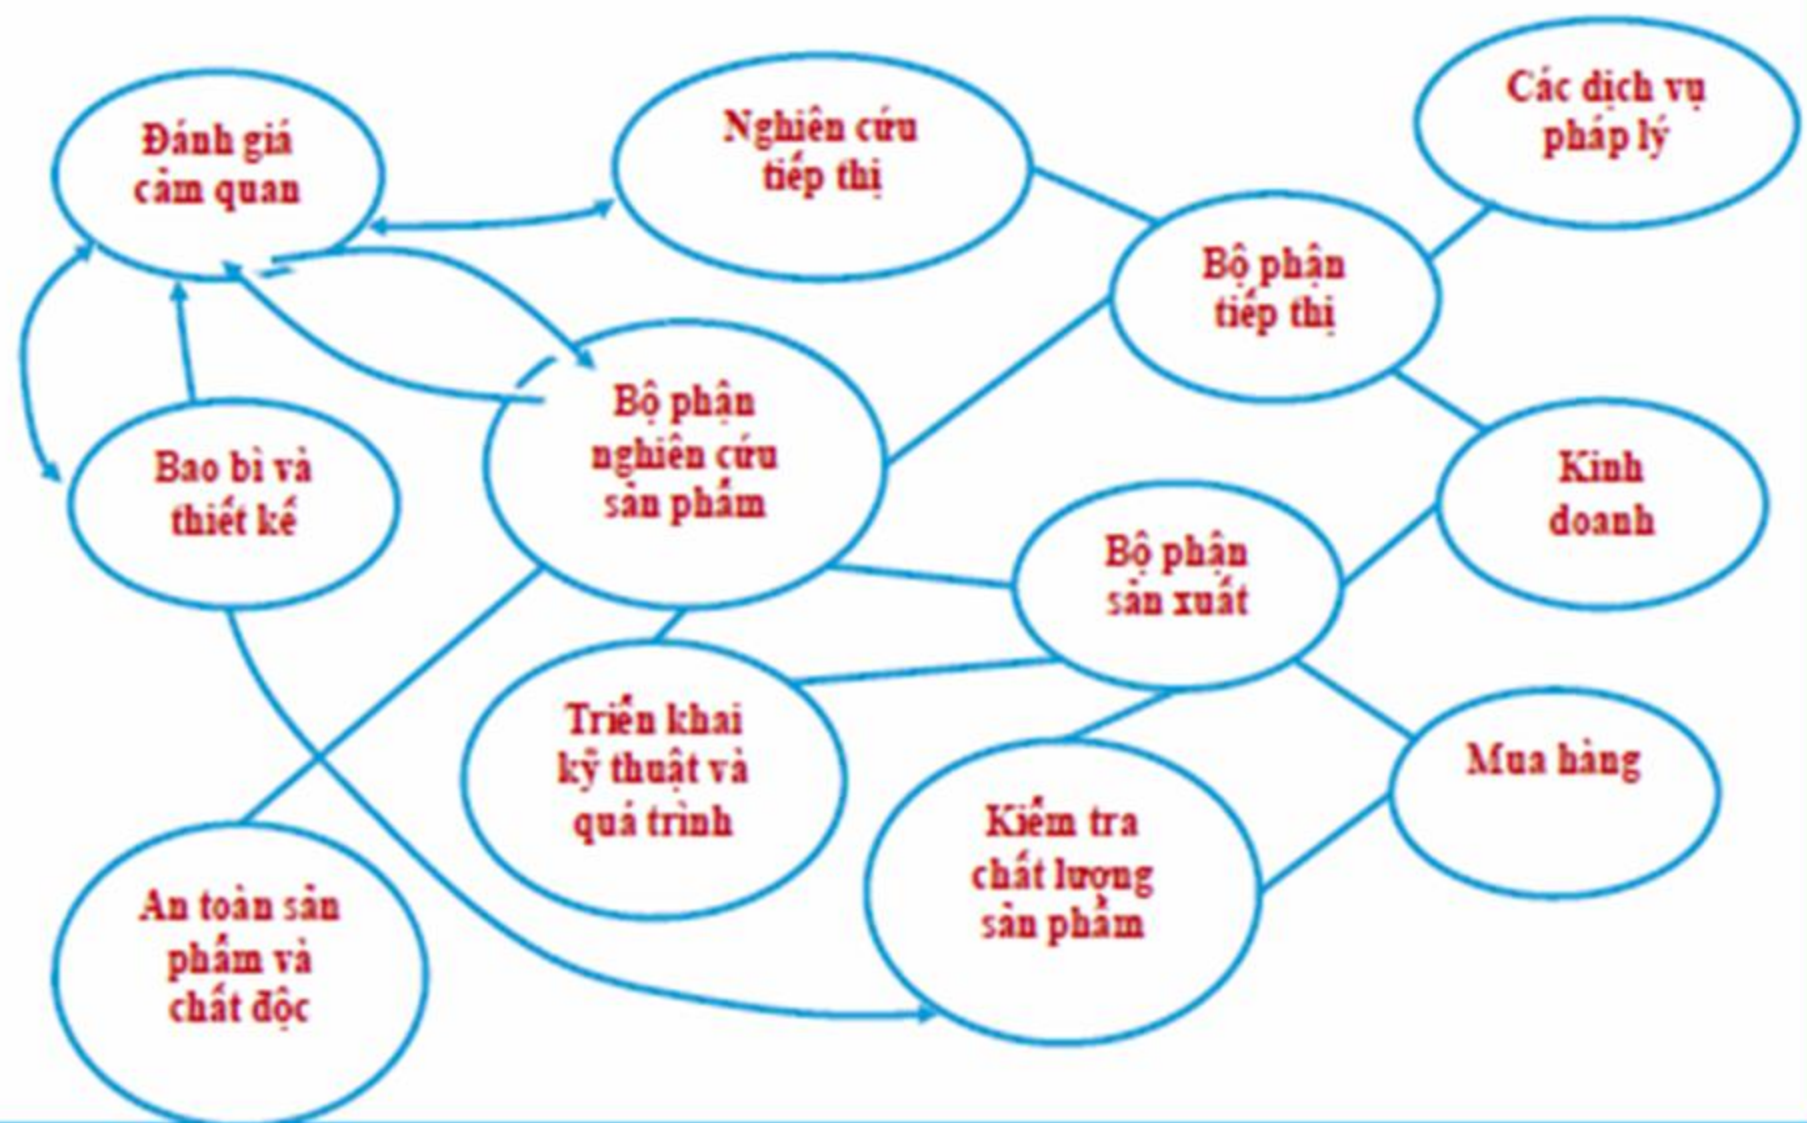 Đánh giá
cảm quan
Nghiên cứu
tiếp thị
Các dịch vụ
pháp lý
Bộ phận
tiếp thị
Bộ phận
nghiên cứu
sản phẩm
Bao bì và
thiết kế
Kinh
doanh
Bộ phận
sản xuất
Triển khai
kỹ thuật và
quá trình
Mua hàng
Kiểm tra
chất lượng
sản phẩm
An toàn sản
phẩm và
chất độc